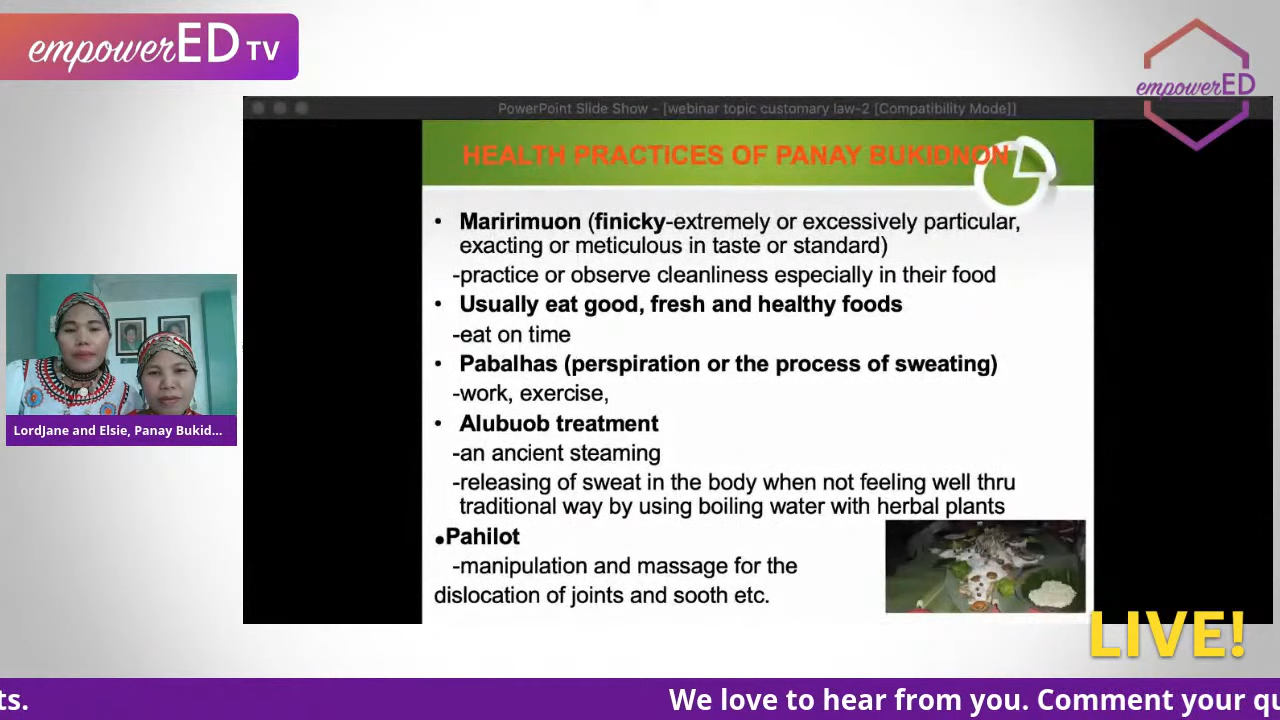 empowerED TV
empowerED
PowerPoint Slide Show - [webinar topic customary law-2 [Compatibility Mode]]
HEALTH PRACTICES OF PANAY BUKIDNON
• Maririmuon (finicky-extremely or excessively particular,
exacting or meticulous in taste or standard)
-practice or observe cleanliness especially in their food
• Usually eat good, fresh and healthy foods
-eat on time
• Pabalhas (perspiration or the process of sweating)
-work, exercise,
• Alubuob treatment
-an ancient steaming
-releasing of sweat in the body when not feeling well thru
traditional way by using boiling water with herbal plants
•Pahilot
-manipulation and massage for the
dislocation of joints and sooth etc.
LordJane and Elsie, Panay Bukid...
LIVE!
ts. We love to hear from you. Comment your qu